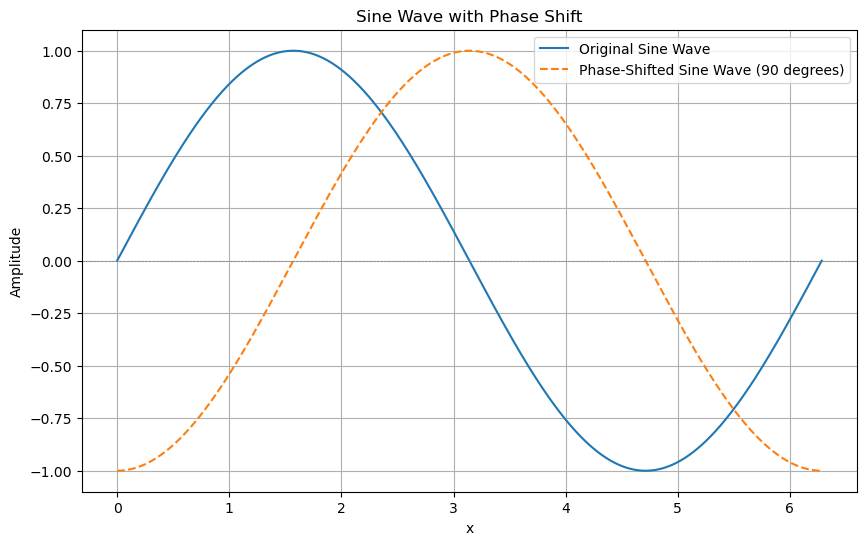 Sine Wave with Phase Shift
Original Sine Wave
Phase-Shifted Sine Wave (90 degrees)
Amplitude
1.00
0.75
0.50
0.25
0.00
−0.25
−0.50
−0.75
−1.00
0 1 2 3 4 5 6
x